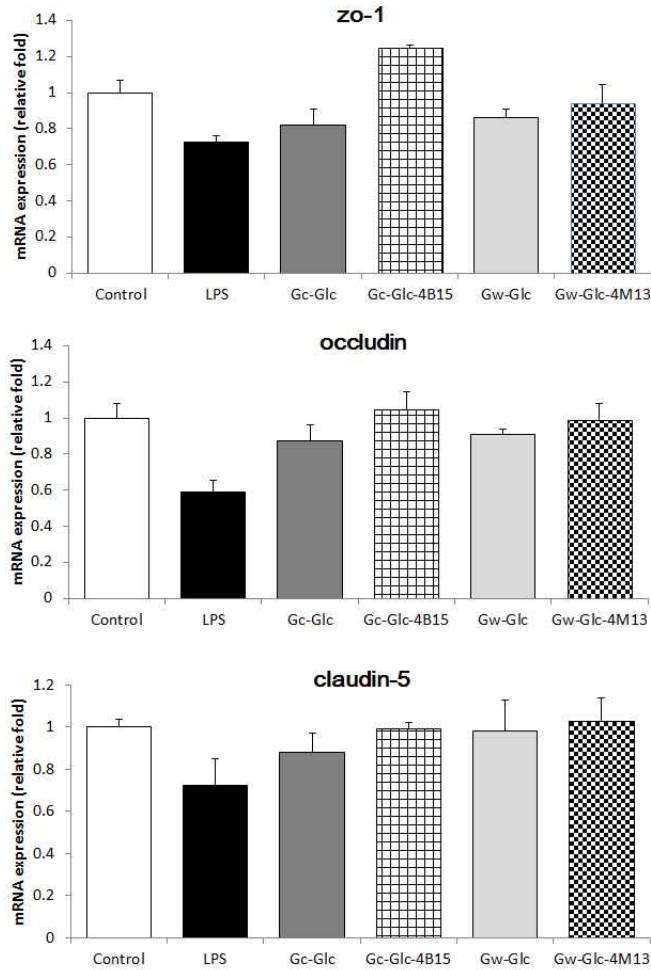 zo-1
mRNA expression (relative fold)
1.4
1.2
1
0.8
0.6
0.4
0.2
0
Control LPS Gc-Glc Gc-Glc-4B15 Gw-Glc Gw-Glc-4M13
occludin
mRNA expression (relative fold)
1.4
1.2
1
0.8
0.6
0.4
0.2
0
Control LPS Gc-Glc Gc-Glc-4B15 Gw-Glc Gw-Glc-4M13
claudin-5
mRNA expression (relative fold)
1.2
1
0.8
0.6
0.4
0.2
0
Control LPS Gc-Glc Gc-Glc-4B15 Gw-Glc Gw-Glc-4M13